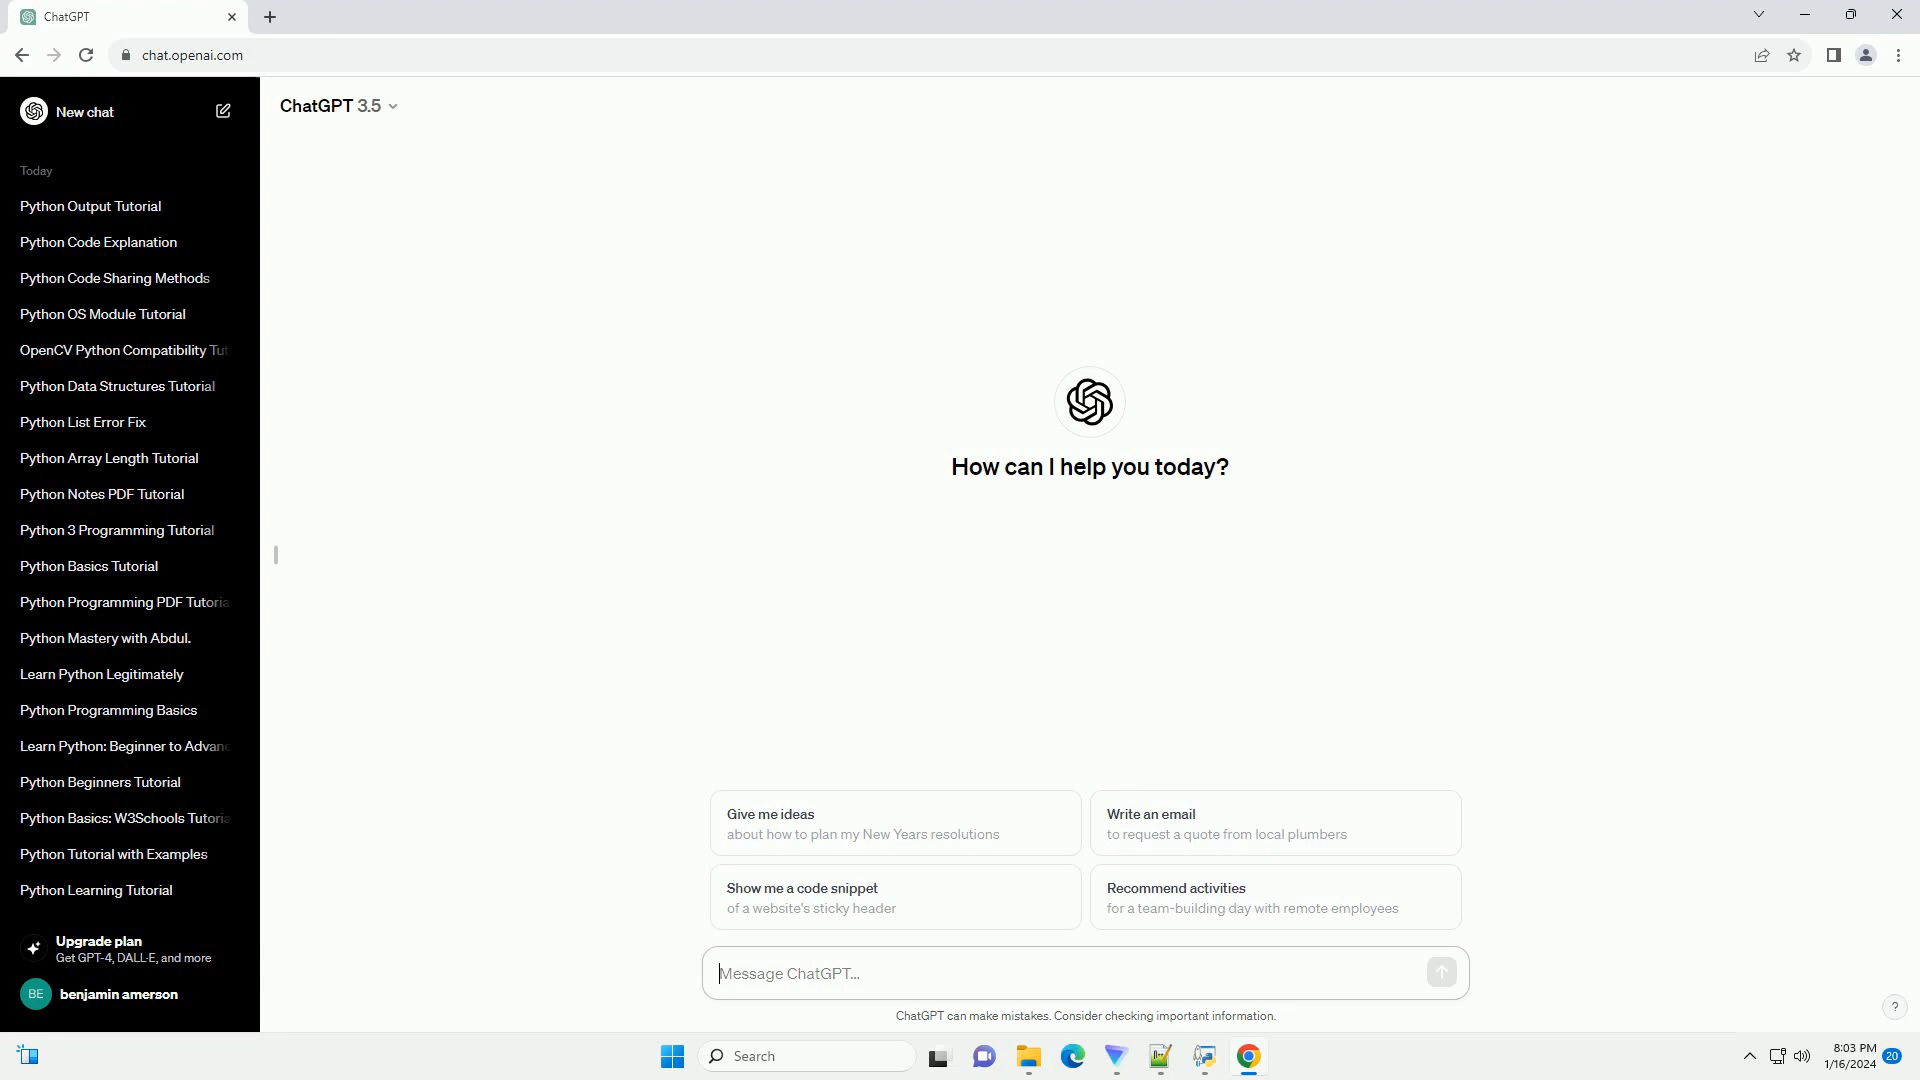 ChatGPT
chat.openai.com
New chat
Today
Python Output Tutorial
Python Code Explanation
Python Code Sharing Methods
Python OS Module Tutorial
OpenCV Python Compatibility Tut
Python Data Structures Tutorial
Python List Error Fix
Python Array Length Tutorial
Python Notes PDF Tutorial
Python 3 Programming Tutorial
Python Basics Tutorial
Python Programming PDF Tutoria
Python Mastery with Abdul.
Learn Python Legitimately
Python Programming Basics
Learn Python: Beginner to Advanc
Python Beginners Tutorial
Python Basics: W3Schools Tutoria
Python Tutorial with Examples
Python Learning Tutorial
Upgrade plan
Get GPT-4, DALL·E, and more
BE benjamin amerson
ChatGPT 3.5
How can I help you today?
Give me ideas
about how to plan my New Years resolutions
Write an email
to request a quote from local plumbers
Show me a code snippet
of a website's sticky header
Recommend activities
for a team-building day with remote employees
Message ChatGPT...
ChatGPT can make mistakes. Consider checking important information.
?
Search
8:03 PM
1/16/2024
20